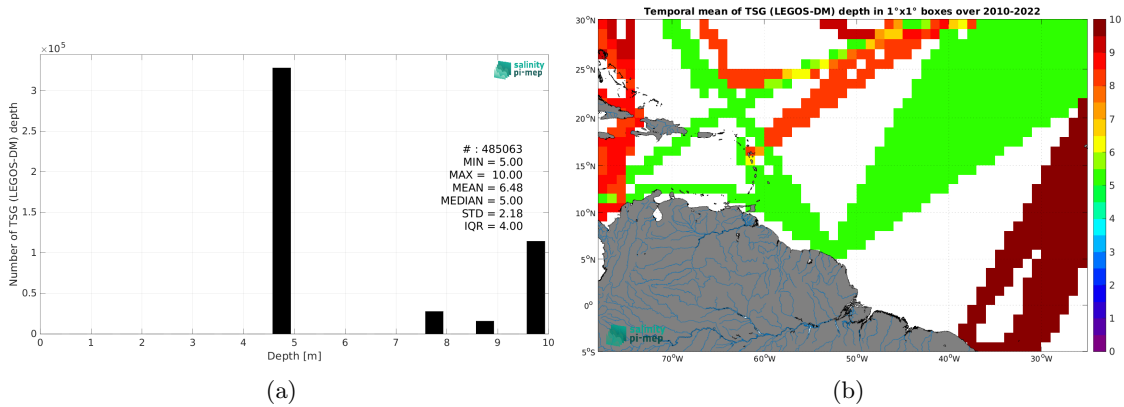 ×10⁵
3
2.5
2
1.5
1
0.5
0
0 1 2 3 4 5 6 7 8 9 10
Depth [m]
Number of TSG (LEGOS-DM) depth
salinity
pi-mep
# : 485063
MIN = 5.00
MAX = 10.00
MEAN = 6.48
MEDIAN = 5.00
STD = 2.18
IQR = 4.00
(a)
Temporal mean of TSG (LEGOS-DM) depth in 1°x1° boxes over 2010-2022
30°N
25°N
20°N
15°N
10°N
5°N
0°
5°S
70°W 60°W 50°W 40°W 30°W
salinity
pi-mep
10
9
8
7
6
5
4
3
2
1
0
(b)